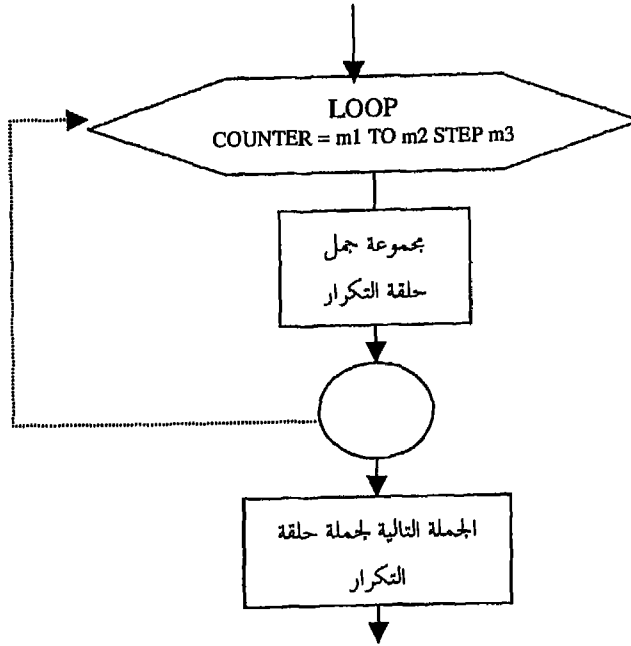 LOOP
COUNTER = m1 TO m2 STEP m3
مجموعة جمل
حلقة التكرار
الجملة التالية لجملة حلقة
التكرار